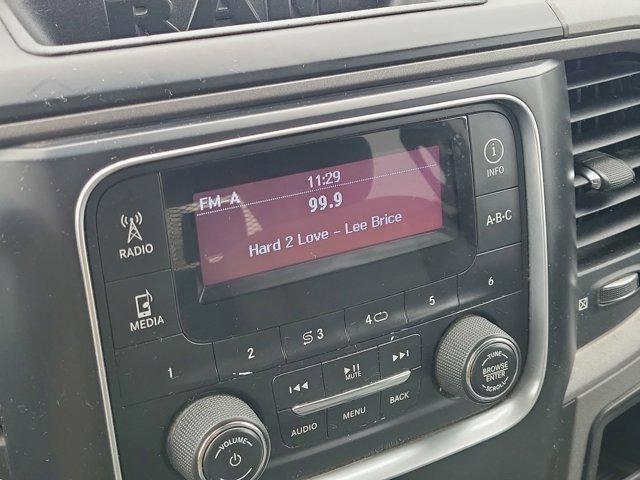 RAM
11:29
FM-A
99.9
Hard 2 Love - Lee Brice
INFO
A-B-C
RADIO
MEDIA
1
2
3
4
5
6
MUTE
AUDIO
MENU
BACK
VOLUME
TUNE
BROWSE
ENTER
SCROLL